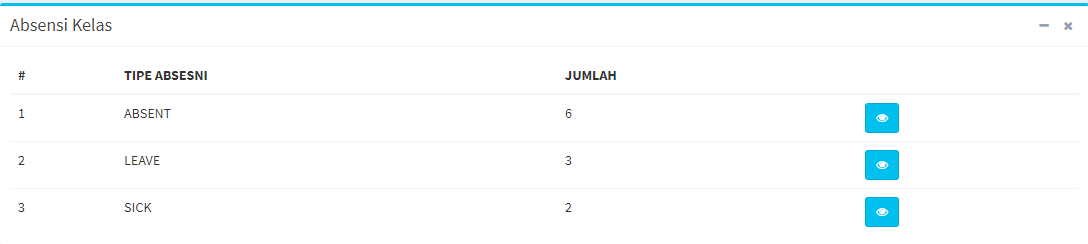 Absensi Kelas
# TIPE ABSESNI JUMLAH
1 ABSENT 6
2 LEAVE 3
3 SICK 2